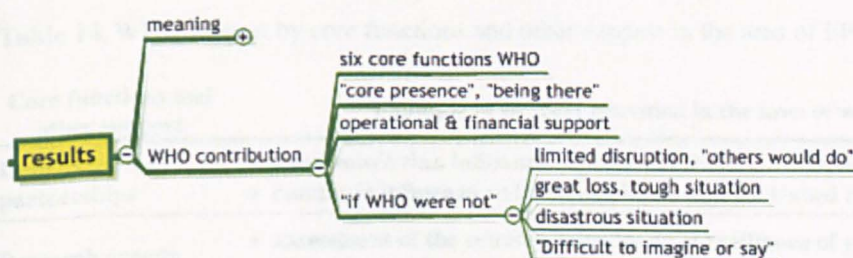 meaning
six core functions WHO
"core presence", "being there"
operational & financial support
results
WHO contribution
limited disruption, "others would do"
great loss, tough situation
"if WHO were not"
disastrous situation
"Difficult to imagine or say"